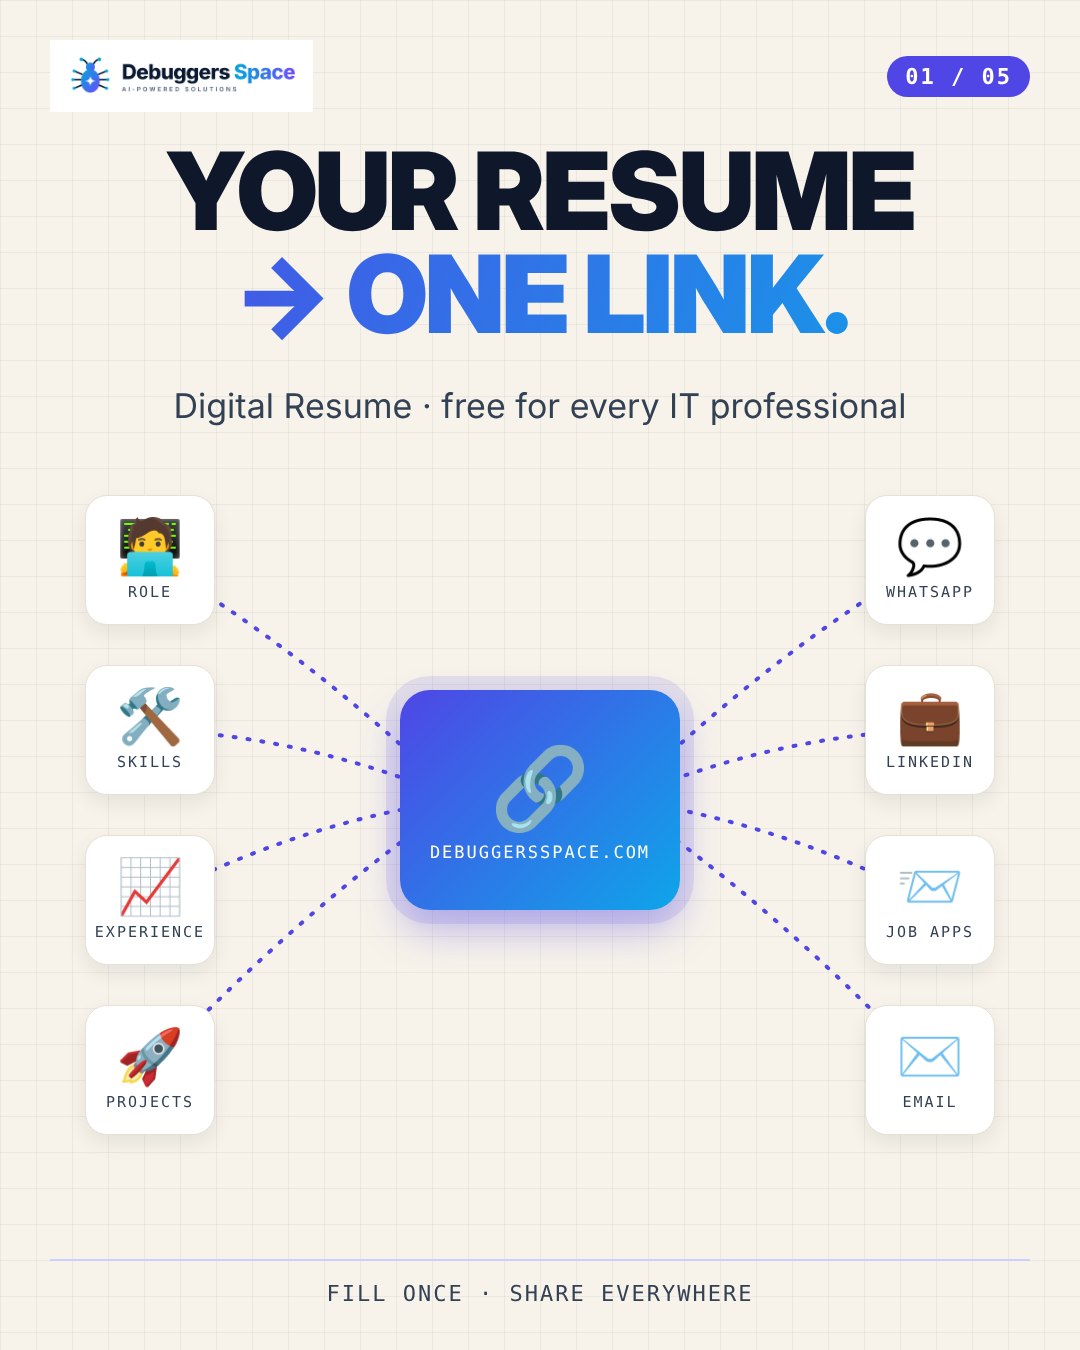 Debuggers Space
AI-POWERED SOLUTIONS
01 / 05
YOUR RESUME
→ ONE LINK.
Digital Resume · free for every IT professional
ROLE
SKILLS
EXPERIENCE
PROJECTS
DEBUGGERSSPACE.COM
WHATSAPP
LINKEDIN
JOB APPS
EMAIL
FILL ONCE · SHARE EVERYWHERE